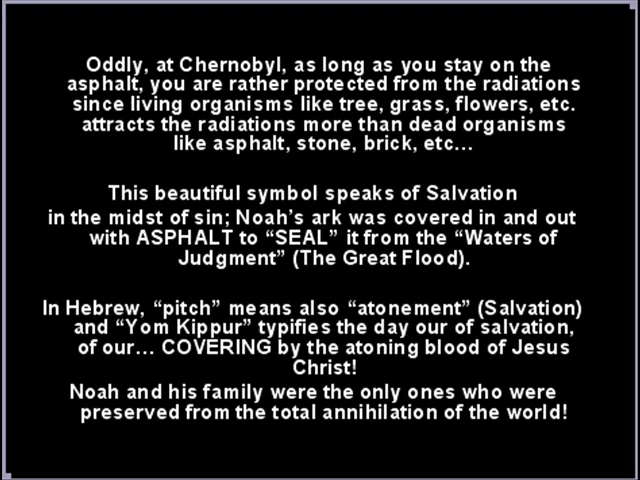 Oddly, at Chernobyl, as long as you stay on the
asphalt, you are rather protected from the radiations
since living organisms like tree, grass, flowers, etc.
attracts the radiations more than dead organisms
like asphalt, stone, brick, etc...
This beautiful symbol speaks of Salvation
in the midst of sin; Noah's ark was covered in and out
with ASPHALT to “SEAL” it from the “Waters of
Judgment” (The Great Flood).
In Hebrew, “pitch” means also “atonement” (Salvation)
and “Yom Kippur” typifies the day our of salvation,
of our... COVERING by the atoning blood of Jesus
Christ!
Noah and his family were the only ones who were
preserved from the total annihilation of the world!